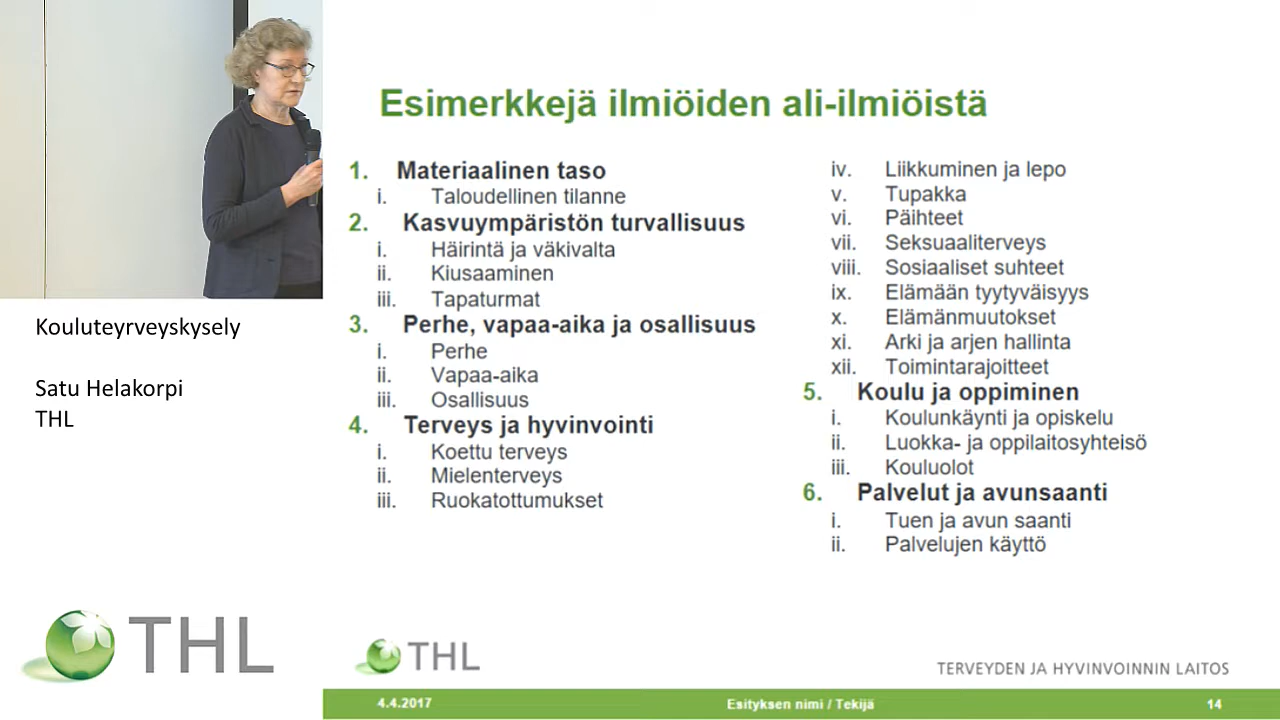 Kouluteyrveyskysely
Satu Helakorpi
THL
THL
Esimerkkejä ilmiöiden ali-ilmiöistä
1. Materiaalinen taso
i. Taloudellinen tilanne
2. Kasvuympäristön turvallisuus
i. Häirintä ja väkivalta
ii. Kiusaaminen
iii. Tapaturmat
3. Perhe, vapaa-aika ja osallisuus
i. Perhe
ii. Vapaa-aika
iii. Osallisuus
4. Terveys ja hyvinvointi
i. Koettu terveys
ii. Mielenterveys
iii. Ruokatottumukset
iv. Liikkuminen ja lepo
v. Tupakka
vi. Päihteet
vii. Seksuaaliterveys
viii. Sosiaaliset suhteet
ix. Elämään tyytyväisyys
x. Elämänmuutokset
xi. Arki ja arjen hallinta
xii. Toimintarajoitteet
5. Koulu ja oppiminen
i. Koulunkäynti ja opiskelu
ii. Luokka- ja oppilaitosyhteisö
iii. Kouluolot
6. Palvelut ja avunsaanti
i. Tuen ja avun saanti
ii. Palvelujen käyttö
THL
TERVEYDEN JA HYVINVOINNIN LAITOS
4.4.2017
Esityksen nimi / Tekijä
14